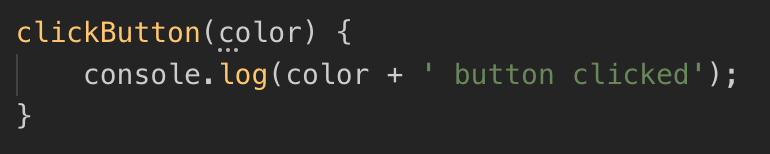 clickButton(color) {
    console.log(color + ' button clicked');
}